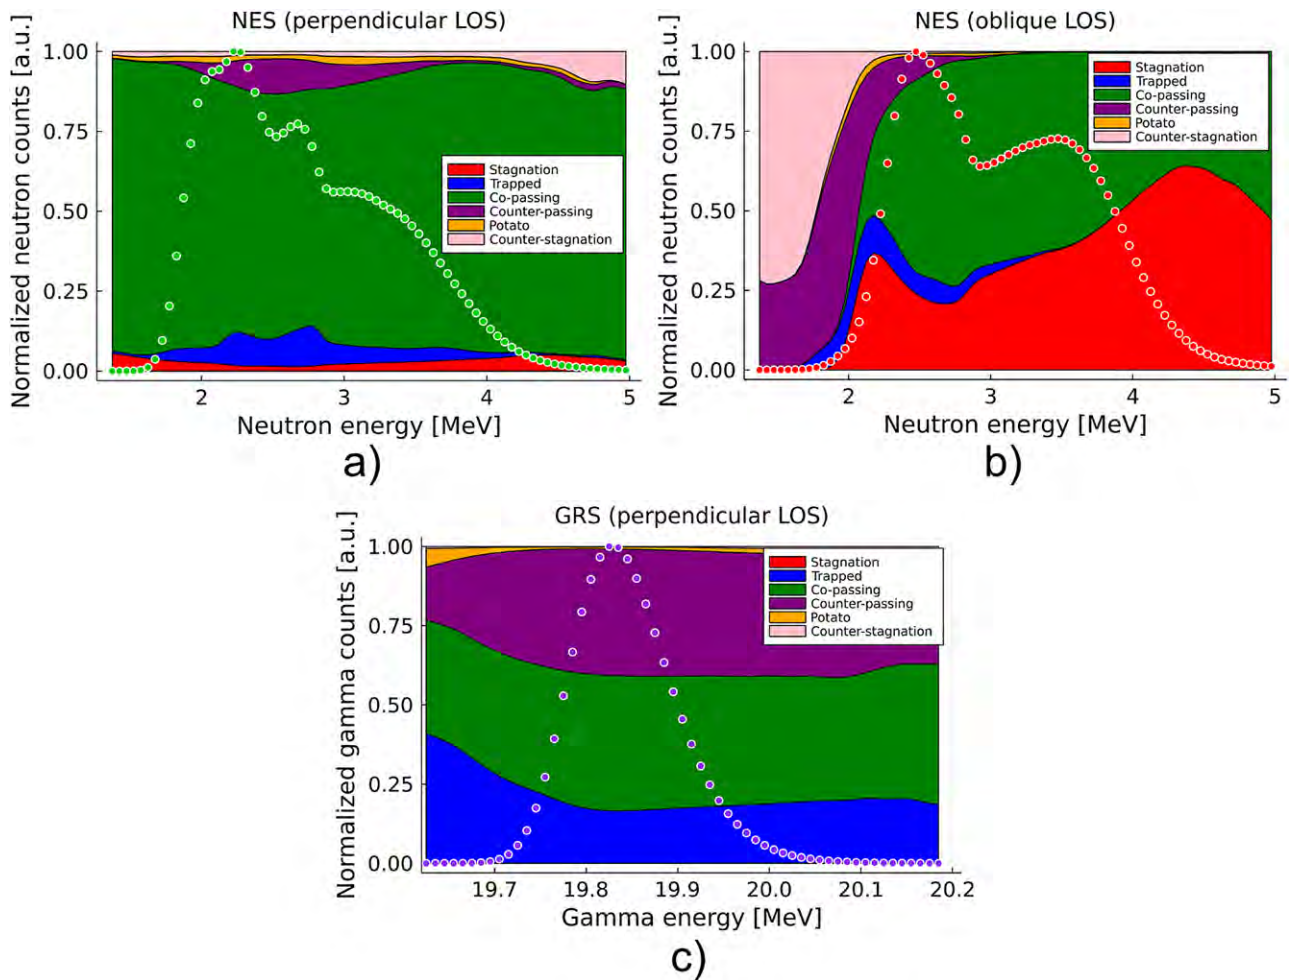 NES (perpendicular LOS)
Normalized neutron counts [a.u.]
1.00
0.75
0.50
0.25
0.00
Stagnation
Trapped
Co-passing
Counter-passing
Potato
Counter-stagnation
2
3
4
5
Neutron energy [MeV]
a)
NES (oblique LOS)
Normalized neutron counts [a.u.]
1.00
0.75
0.50
0.25
0.00
Stagnation
Trapped
Co-passing
Counter-passing
Potato
Counter-stagnation
2
3
4
5
Neutron energy [MeV]
b)
GRS (perpendicular LOS)
Normalized gamma counts [a.u.]
1.00
0.75
0.50
0.25
0.00
Stagnation
Trapped
Co-passing
Counter-passing
Potato
Counter-stagnation
19.7
19.8
19.9
20.0
20.1
20.2
Gamma energy [MeV]
c)